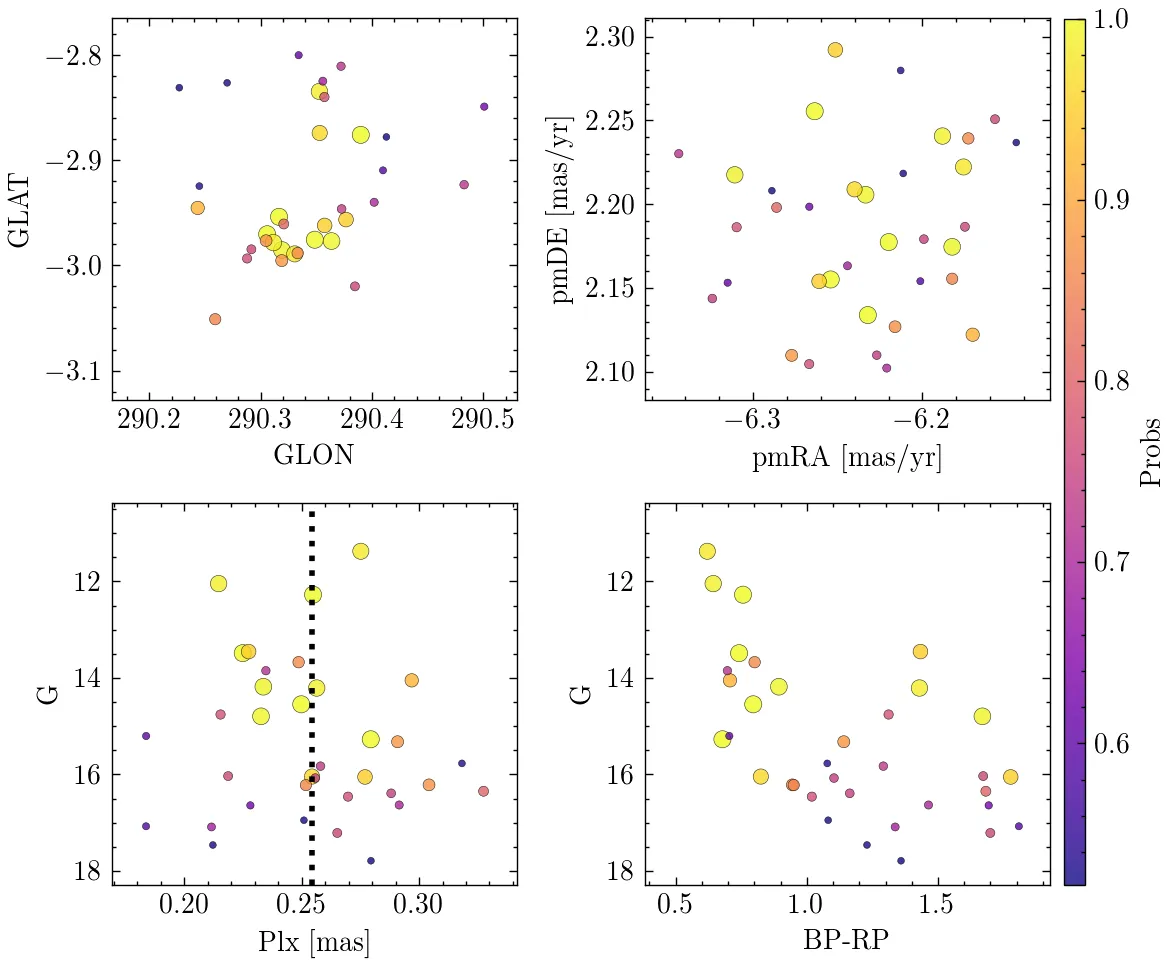 −2.8
−2.9
−3.0
−3.1
GLAT
290.2 290.3 290.4 290.5
GLON
2.30
2.25
2.20
2.15
2.10
pmDE [mas/yr]
−6.3 −6.2
pmRA [mas/yr]
12
14
16
18
G
0.20 0.25 0.30
Plx [mas]
12
14
16
18
G
0.5 1.0 1.5
BP-RP
1.0
0.9
0.8
0.7
0.6
Probs